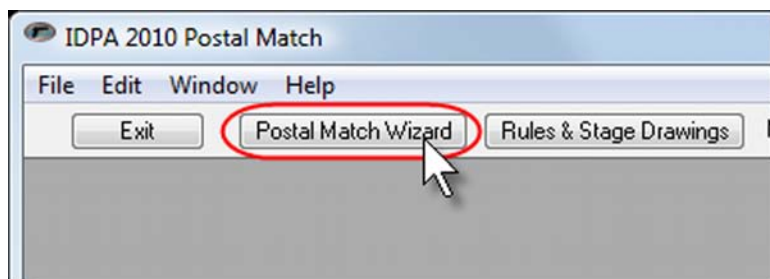 IDPA 2010 Postal Match
File Edit Window Help
Exit Postal Match Wizard Rules & Stage Drawings